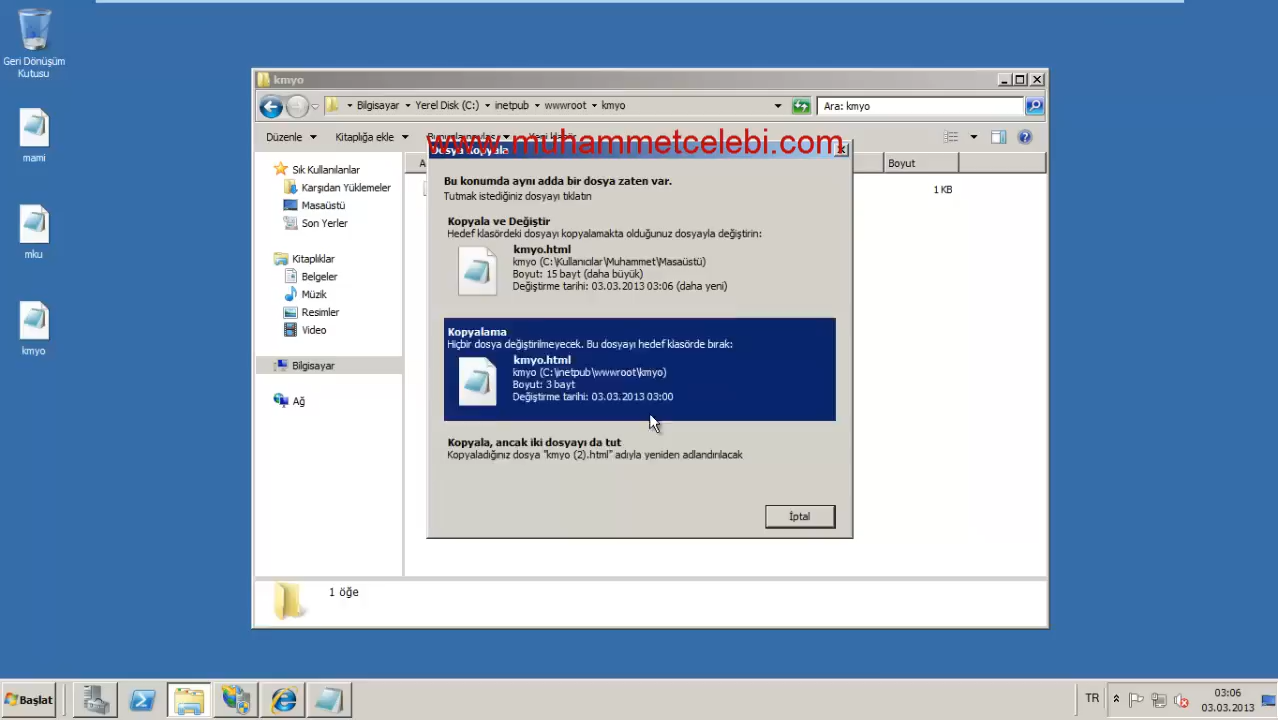 Geri Dönüşüm
Kutusu
mami
mku
kmyo
kmyo
Bilgisayar
Yerel Disk (C:)
inetpub
wwwroot
kmyo
Ara: kmyo
Düzenle
Kitaplığa ekle
www.muhammetcelebi.com
Boyut
1 KB
Sık Kullanılanlar
Karşıdan Yüklemeler
Masaüstü
Son Yerler
Kitaplıklar
Belgeler
Müzik
Resimler
Video
Bilgisayar
Ağ
Dosya Kopyala
Bu konumda aynı adda bir dosya zaten var.
Tutmak istediğiniz dosyayı tıklatın
Kopyala ve Değiştir
Hedef klasördeki dosyayı kopyalamakta olduğunuz dosyayla değiştirin:
kmyo.html
kmyo (C:\Kullanıcılar\Muhammet\Masaüstü)
Boyut: 15 bayt (daha büyük)
Değiştirme tarihi: 03.03.2013 03:06 (daha yeni)
Kopyalama
Hiçbir dosya değiştirilmeyecek. Bu dosyayı hedef klasörde bırak:
kmyo.html
kmyo (C:\inetpub\wwwroot\kmyo)
Boyut: 3 bayt
Değiştirme tarihi: 03.03.2013 03:00
Kopyala, ancak iki dosyayı da tut
Kopyaladığınız dosya "kmyo (2).html" adıyla yeniden adlandırılacak
İptal
1 öğe
Başlat
TR
03:06
03.03.2013